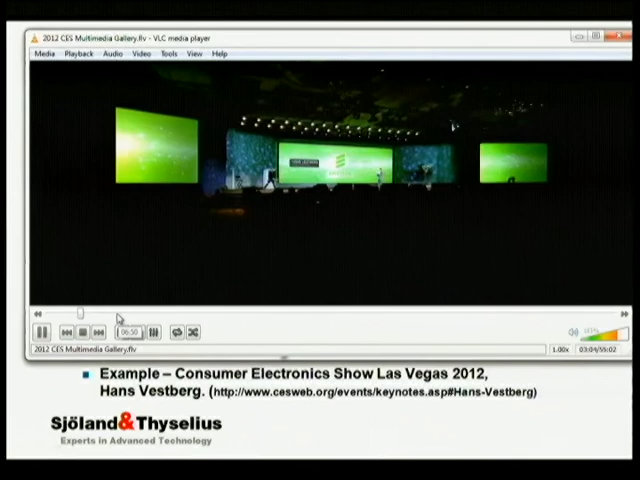 2012 CES Multimedia Gallery.flv - VLC media player
Media Playback Audio Video Tools View Help
06:50
2012 CES Multimedia Gallery.flv
1.00x 03:04/55:02
Example – Consumer Electronics Show Las Vegas 2012,
Hans Vestberg. (http://www.cesweb.org/events/keynotes.asp#Hans-Vestberg)
Sjöland&Thyselius
Experts in Advanced Technology